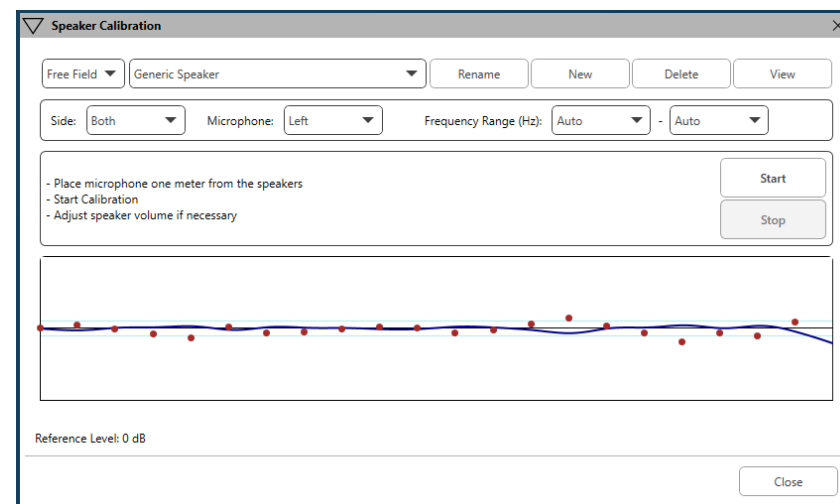 Speaker Calibration
Free Field Generic Speaker Rename New Delete View
Side: Both Microphone: Left Frequency Range (Hz): Auto - Auto
- Place microphone one meter from the speakers
- Start Calibration
- Adjust speaker volume if necessary
Start
Stop
Reference Level: 0 dB
Close